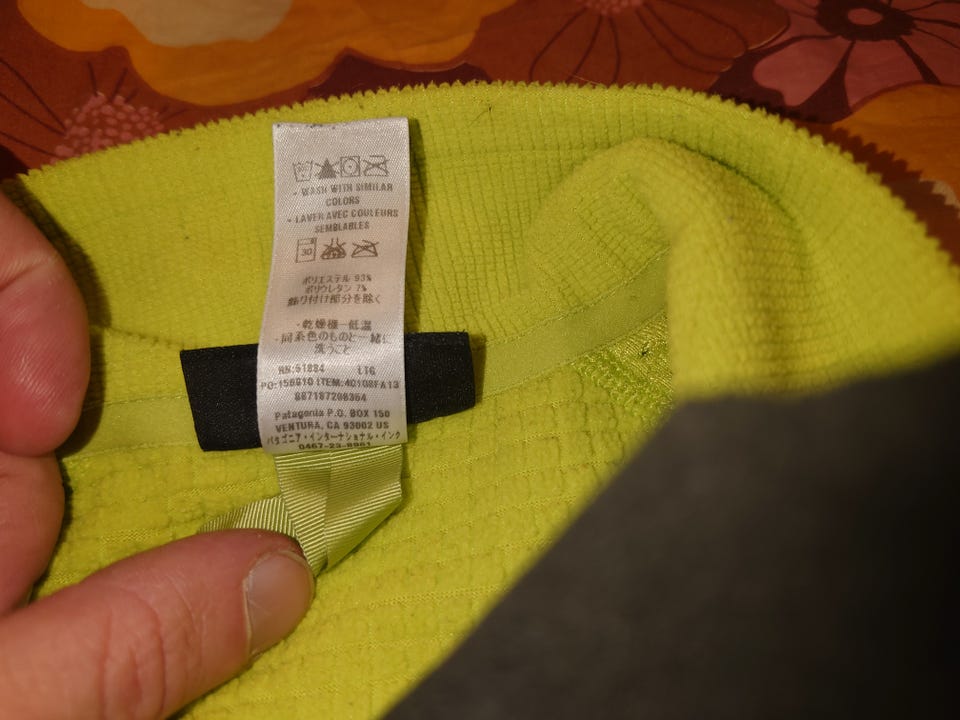 • WASH WITH SIMILAR
COLORS
• LAVER AVEC COULEURS
SEMBLABLES
30
ポリエステル 93%
ポリウレタン 7%
飾り付け部分を除く
・乾燥機一低温
・同系色のものと一緒に
洗うこと
RN:51884 LTG
PO:156610 ITEM:4010BFA13
Patagonia P.O. BOX 150
VENTURA, CA 93002 US
パタゴニア・インターナショナル・インク